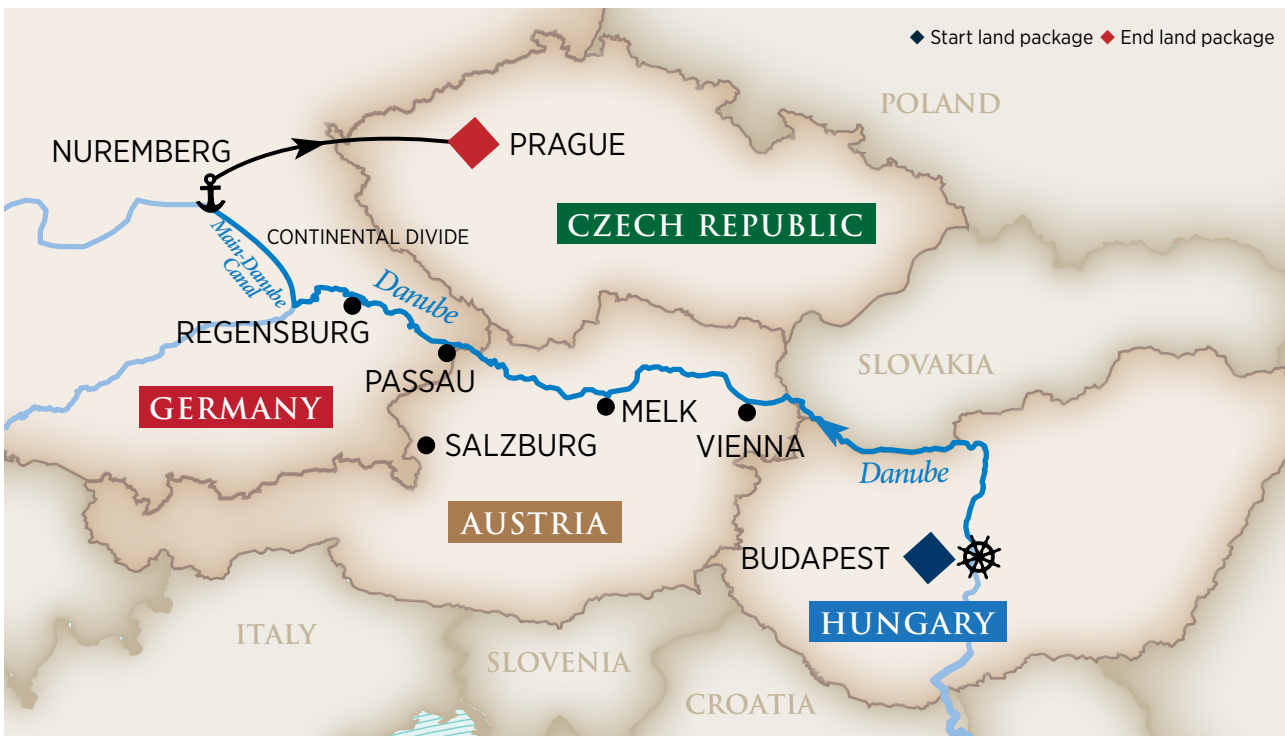 Start land package End land package
POLAND
NUREMBERG
PRAGUE
CZECH REPUBLIC
CONTINENTAL DIVIDE
Main-Danube
Canal
Danube
REGENSBURG
SLOVAKIA
PASSAU
GERMANY
MELK
SALZBURG
VIENNA
Danube
AUSTRIA
BUDAPEST
HUNGARY
ITALY
SLOVENIA
CROATIA